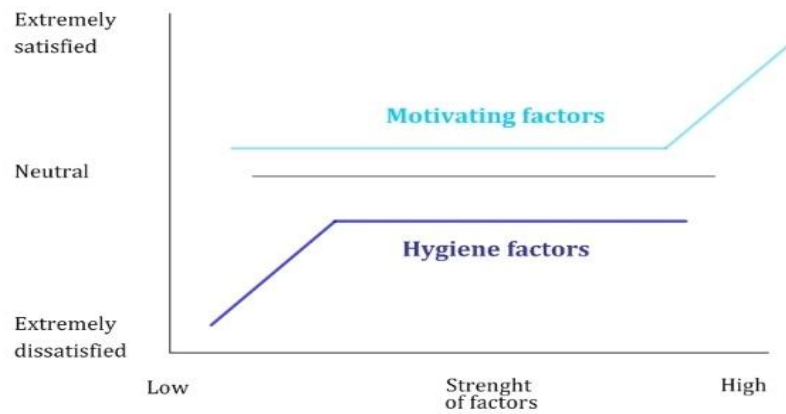 Extremely
satisfied
Motivating factors
Neutral
Hygiene factors
Extremely
dissatisfied
Low
Strenght
of factors
High